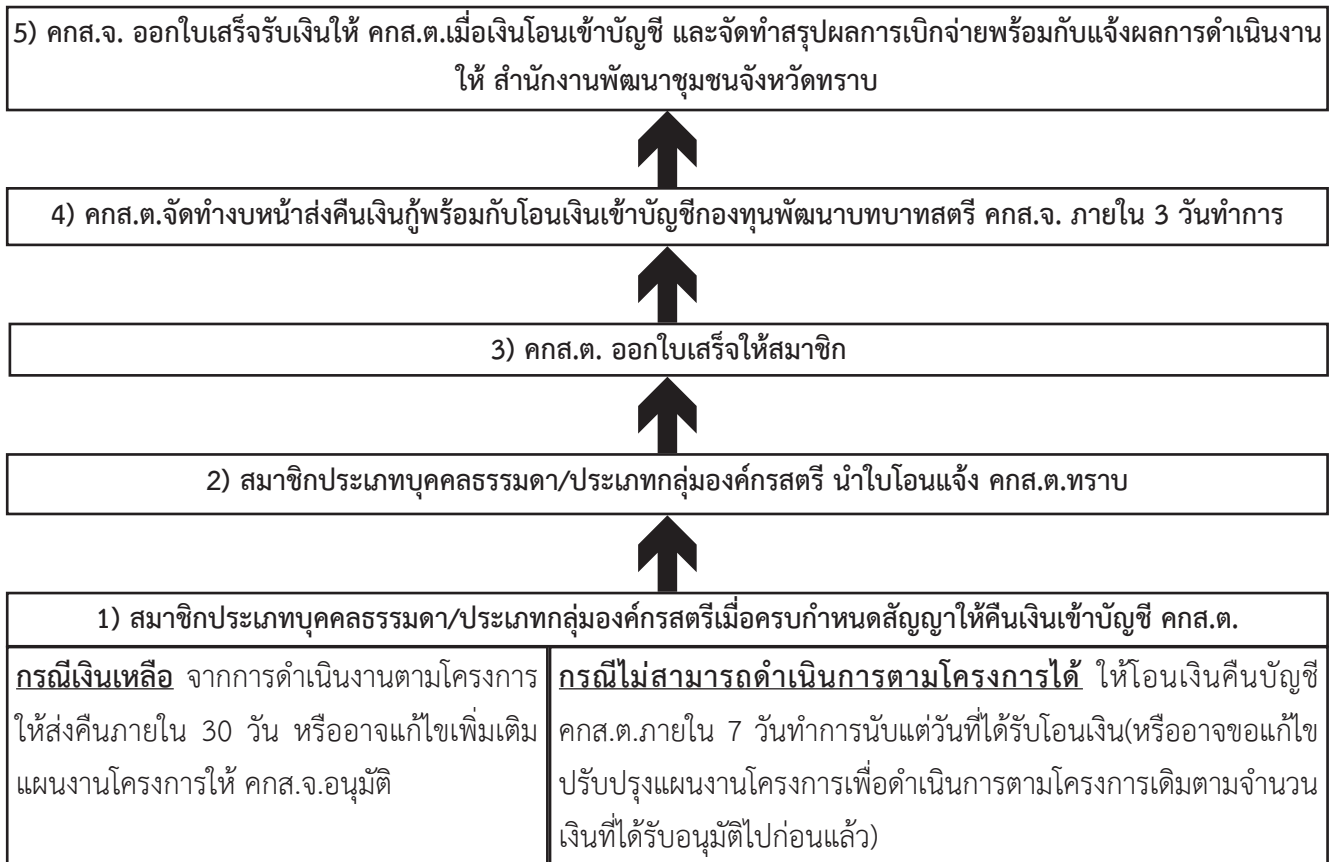 5) คกส.จ. ออกใบเสร็จรับเงินให้ คกส.ต.เมื่อเงินโอนเข้าบัญชี และจัดทำสรุปผลการเบิกจ่ายพร้อมกับแจ้งผลการดำเนินงาน
ให้ สำนักงานพัฒนาชุมชนจังหวัดทราบ
4) คกส.ต.จัดทำงบหน้าส่งคืนเงินกู้พร้อมกับโอนเงินเข้าบัญชีกองทุนพัฒนาบทบาทสตรี คกส.จ. ภายใน 3 วันทำการ
3) คกส.ต. ออกใบเสร็จให้สมาชิก
2) สมาชิกประเภทบุคคลธรรมดา/ประเภทกลุ่มองค์กรสตรี นำใบโอนแจ้ง คกส.ต.ทราบ
1) สมาชิกประเภทบุคคลธรรมดา/ประเภทกลุ่มองค์กรสตรีเมื่อครบกำหนดสัญญาให้คืนเงินเข้าบัญชี คกส.ต.
กรณีเงินเหลือ จากการดำเนินงานตามโครงการ
ให้ส่งคืนภายใน 30 วัน หรืออาจแก้ไขเพิ่มเติม
แผนงานโครงการให้ คกส.จ.อนุมัติ
กรณีไม่สามารถดำเนินการตามโครงการได้ ให้โอนเงินคืนบัญชี
คกส.ต.ภายใน 7 วันทำการนับแต่วันที่ได้รับโอนเงิน(หรืออาจขอแก้ไข
ปรับปรุงแผนงานโครงการเพื่อดำเนินการตามโครงการเดิมตามจำนวน
เงินที่ได้รับอนุมัติไปก่อนแล้ว)